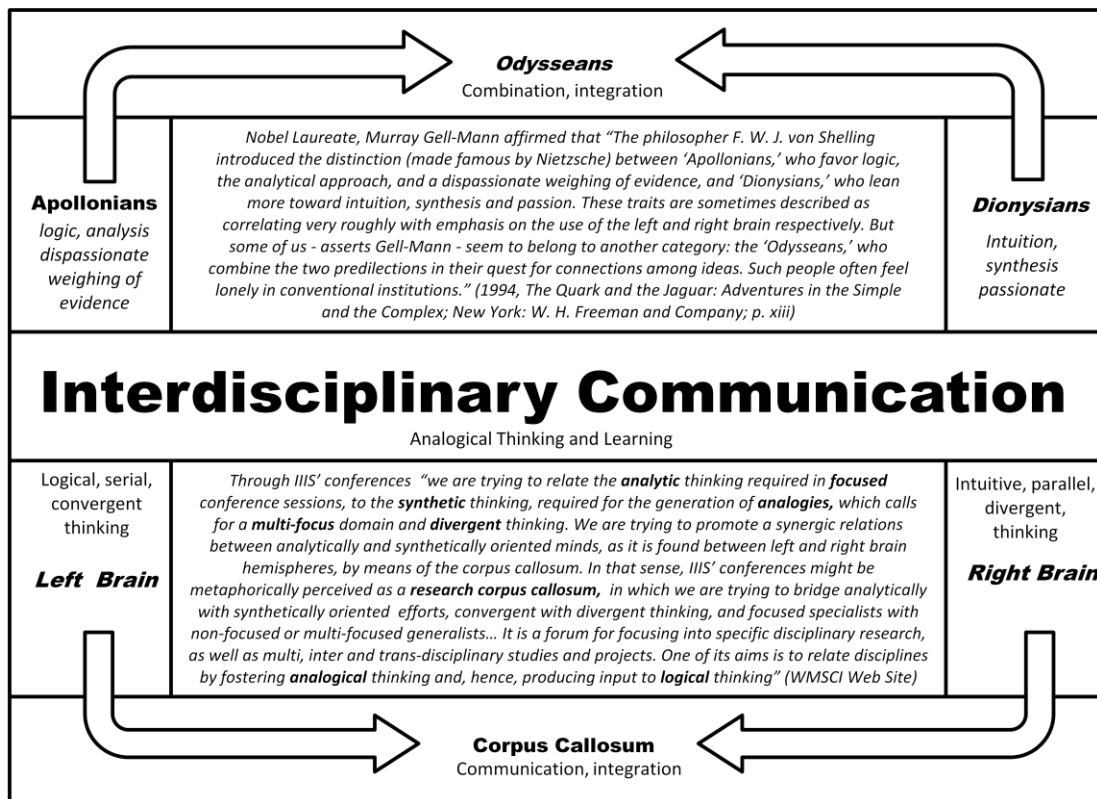 Odysseans
Combination, integration
Apollonians
logic, analysis
dispassionate
weighing of
evidence
Nobel Laureate, Murray Gell-Mann affirmed that “The philosopher F. W. J. von Shelling
introduced the distinction (made famous by Nietzsche) between ‘Apollonians,’ who favor logic,
the analytical approach, and a dispassionate weighing of evidence, and ‘Dionysians,’ who lean
more toward intuition, synthesis and passion. These traits are sometimes described as
correlating very roughly with emphasis on the use of the left and right brain respectively. But
some of us - asserts Gell-Mann - seem to belong to another category: the ‘Odysseans,’ who
combine the two predilections in their quest for connections among ideas. Such people often feel
lonely in conventional institutions.” (1994, The Quark and the Jaguar: Adventures in the Simple
and the Complex; New York: W. H. Freeman and Company; p. xiii)
Dionysians
Intuition,
synthesis
passionate
Interdisciplinary Communication
Analogical Thinking and Learning
Logical, serial,
convergent
thinking
Left Brain
Through IIIS’ conferences “we are trying to relate the analytic thinking required in focused
conference sessions, to the synthetic thinking, required for the generation of analogies, which calls
for a multi-focus domain and divergent thinking. We are trying to promote a synergic relations
between analytically and synthetically oriented minds, as it is found between left and right brain
hemispheres, by means of the corpus callosum. In that sense, IIIS’ conferences might be
metaphorically perceived as a research corpus callosum, in which we are trying to bridge analytically
with synthetically oriented efforts, convergent with divergent thinking, and focused specialists with
non-focused or multi-focused generalists... It is a forum for focusing into specific disciplinary research,
as well as multi, inter and trans-disciplinary studies and projects. One of its aims is to relate disciplines
by fostering analogical thinking and, hence, producing input to logical thinking” (WMSCI Web Site)
Intuitive, parallel,
divergent,
thinking
Right Brain
Corpus Callosum
Communication, integration